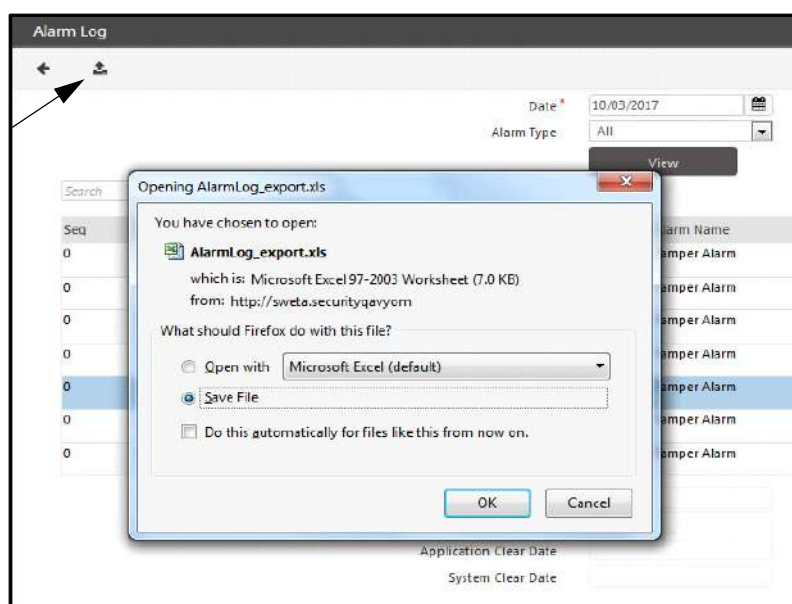 Alarm Log
Date *
10/03/2017
Alarm Type
All
View
Search
Opening AlarmLog_export.xls
You have chosen to open:
AlarmLog_export.xls
which is: Microsoft Excel 97-2003 Worksheet (7.0 KB)
from: http://sweta.securityqavyom
What should Firefox do with this file?
Open with Microsoft Excel (default)
Save File
Do this automatically for files like this from now on.
OK Cancel
Seq
arm Name
0
amper Alarm
0
amper Alarm
0
amper Alarm
0
amper Alarm
0
amper Alarm
0
amper Alarm
0
amper Alarm
Application Clear Date
System Clear Date